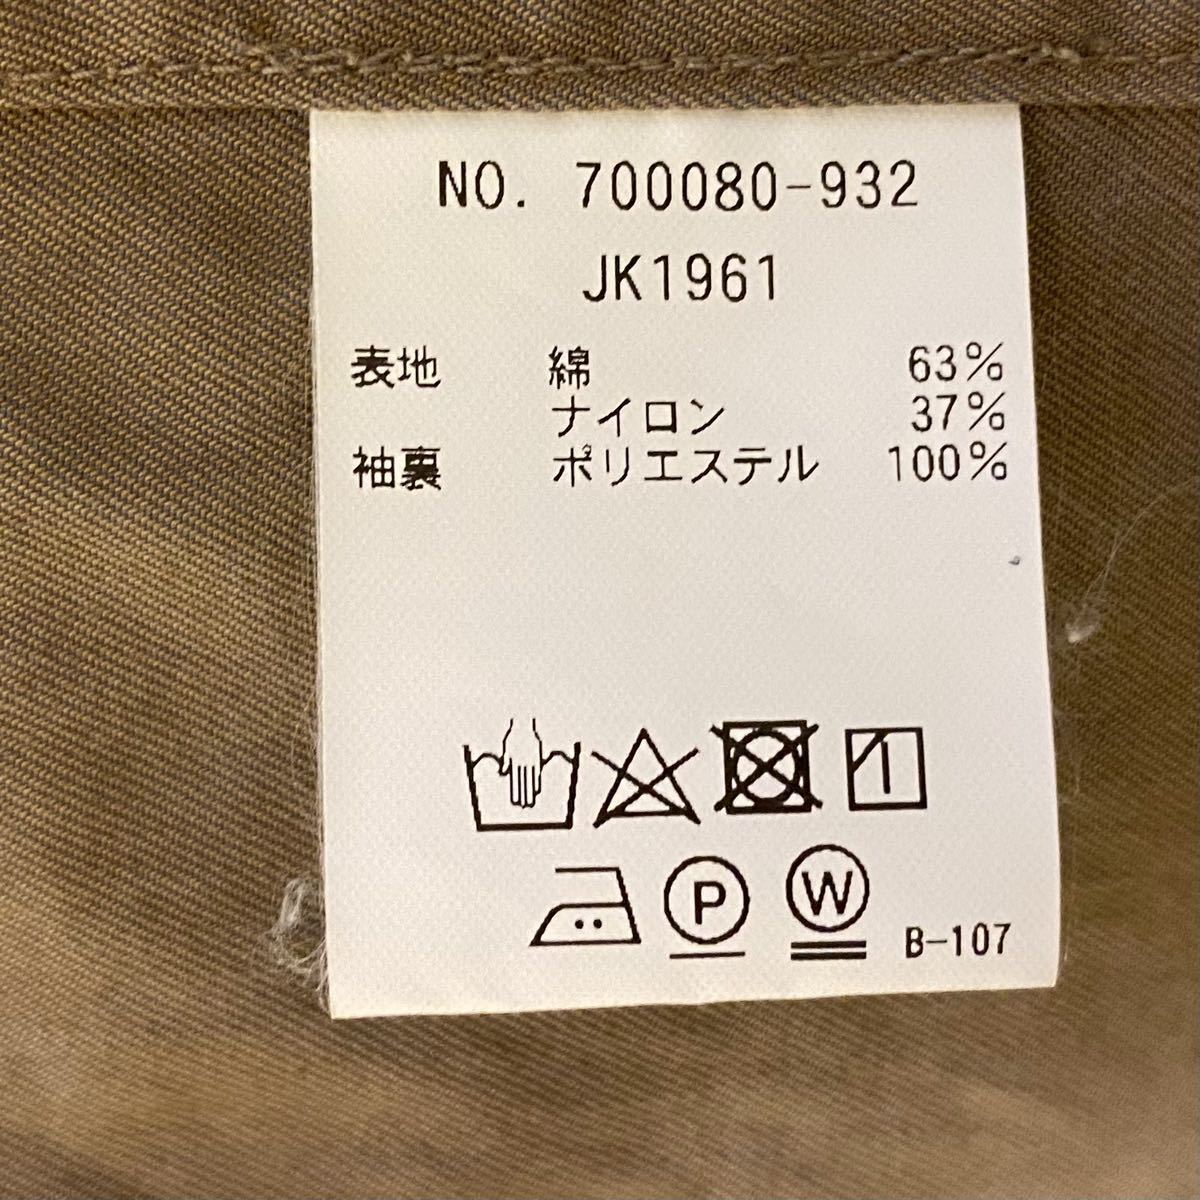 NO. 700080-932
JK1961
表地 綿 63%
ナイロン 37%
袖裏 ポリエステル 100%
P W B-107